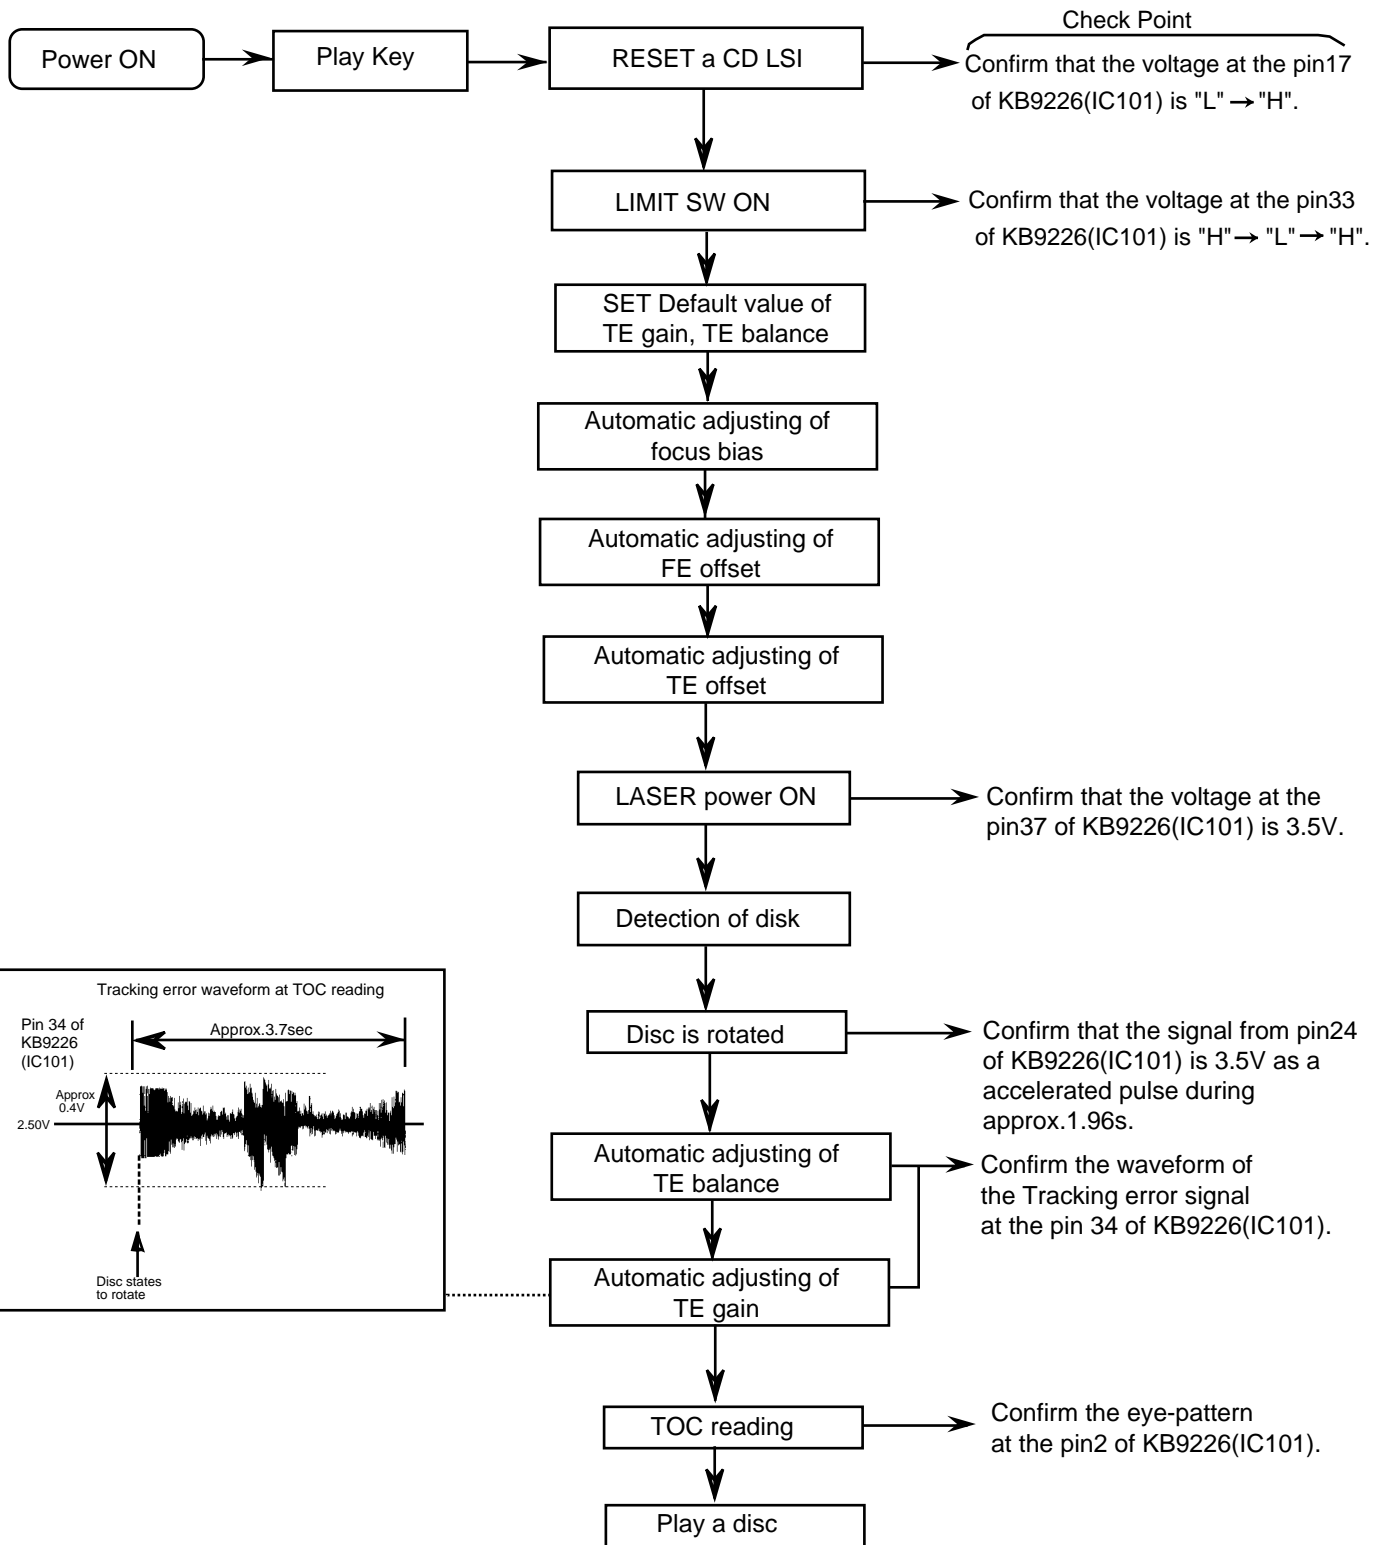 Check Point
Power ON
Play Key
RESET a CD LSI
Confirm that the voltage at the pin17
of KB9226(IC101) is "L" → "H".
LIMIT SW ON
Confirm that the voltage at the pin33
of KB9226(IC101) is "H" → "L" → "H".
SET Default value of
TE gain, TE balance
Automatic adjusting of
focus bias
Automatic adjusting of
FE offset
Automatic adjusting of
TE offset
LASER power ON
Confirm that the voltage at the
pin37 of KB9226(IC101) is 3.5V.
Detection of disk
Disc is rotated
Confirm that the signal from pin24
of KB9226(IC101) is 3.5V as a
accelerated pulse during
approx.1.96s.
Automatic adjusting of
TE balance
Confirm the waveform of
the Tracking error signal
at the pin 34 of KB9226(IC101).
Automatic adjusting of
TE gain
Tracking error waveform at TOC reading
Pin 34 of
KB9226
(IC101)
Approx.3.7sec
Approx
0.4V
2.50V
Disc states
to rotate
TOC reading
Confirm the eye-pattern
at the pin2 of KB9226(IC101).
Play a disc